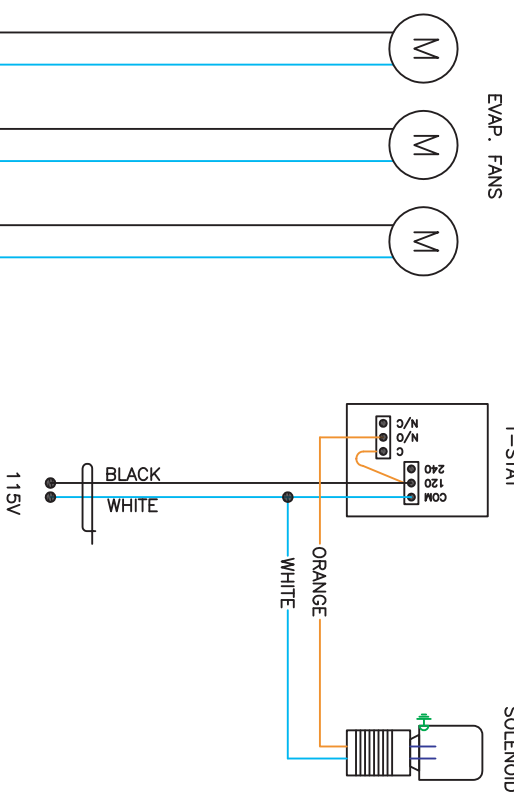 M
M
M
EVAP. FANS
T-STAT
N/C
N/O
C
240
120
COM
BLACK
WHITE
115V
ORANGE
WHITE
SOLENOID